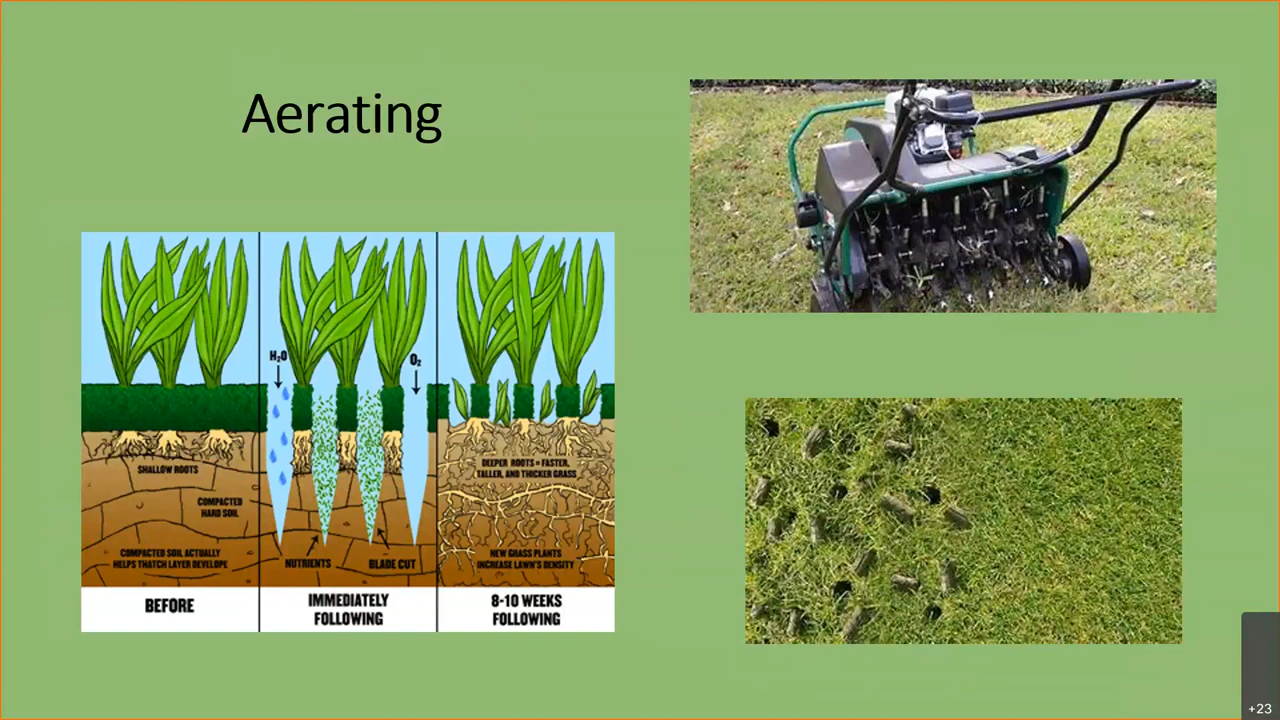 Aerating
H₂O
O₂
SHALLOW ROOTS
COMPACTED
HARD SOIL
COMPACTED SOIL ACTUALLY
HELPS THATCH LAYER DEVELOPE
NUTRIENTS
BLADE CUT
DEEPER ROOTS = FASTER,
TALLER, AND THICKER GRASS
NEW GRASS PLANTS
INCREASE LAWN'S DENSITY
BEFORE
IMMEDIATELY
FOLLOWING
8-10 WEEKS
FOLLOWING
+23